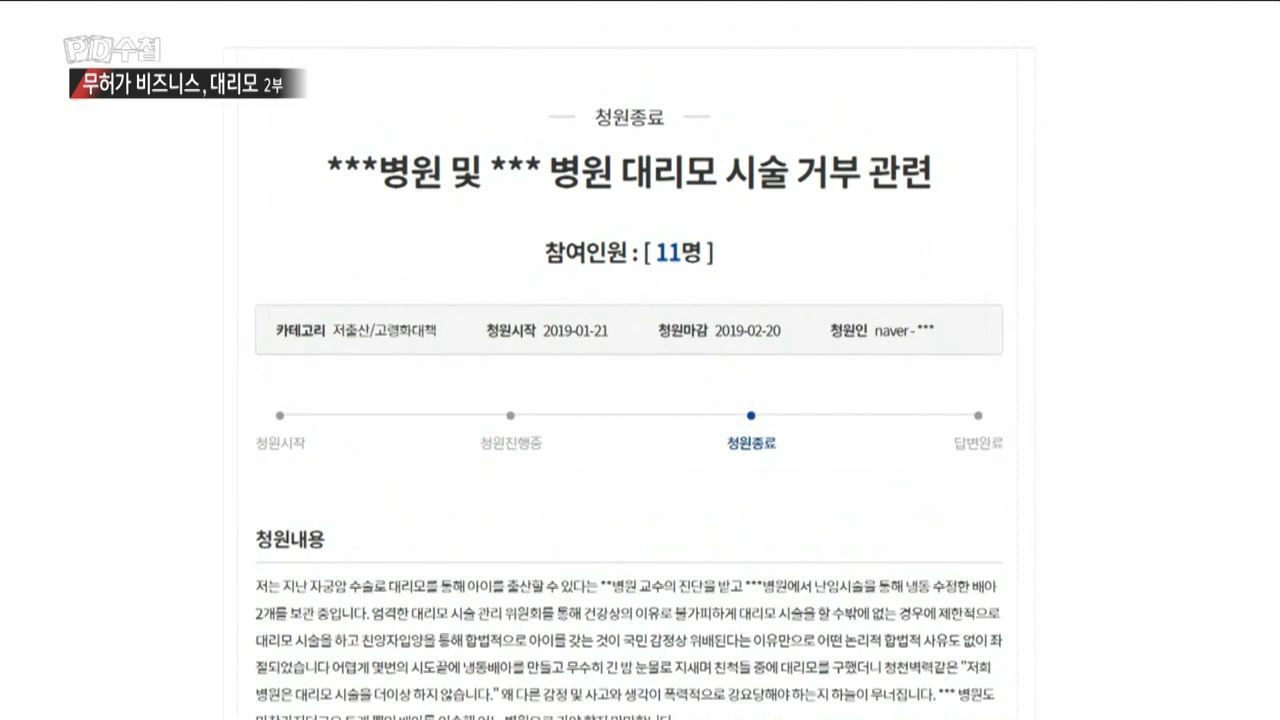 PD수첩
무허가 비즈니스, 대리모 2부
청원종료
***병원 및 *** 병원 대리모 시술 거부 관련
참여인원 : [ 11명 ]
카테고리 저출산/고령화대책 청원시작 2019-01-21 청원마감 2019-02-20 청원인 naver - ***
청원시작 청원진행중 청원종료 답변완료
청원내용
저는 지난 자궁암 수술로 대리모를 통해 아이를 출산할 수 있다는 **병원 교수의 진단을 받고 ***병원에서 난임시술을 통해 냉동 수정한 배아
2개를 보관 중입니다. 엄격한 대리모 시술 관리 위원회를 통해 건강상의 이유로 불가피하게 대리모 시술을 할 수밖에 없는 경우에 제한적으로
대리모 시술을 하고 친양자입양을 통해 합법적으로 아이를 갖는 것이 국민 감정상 위배된다는 이유만으로 어떤 논리적 합법적 사유도 없이 좌
절되었습니다 어렵게 몇번의 시도끝에 냉동배아를 만들고 무수히 긴 밤 눈물로 지새며 친척들 중에 대리모를 구했더니 청천벽력같은 "저희
병원은 대리모 시술을 더이상 하지 않습니다." 왜 다른 감정 및 사고와 생각이 폭력적으로 강요당해야 하는지 하늘이 무너집니다. *** 병원도